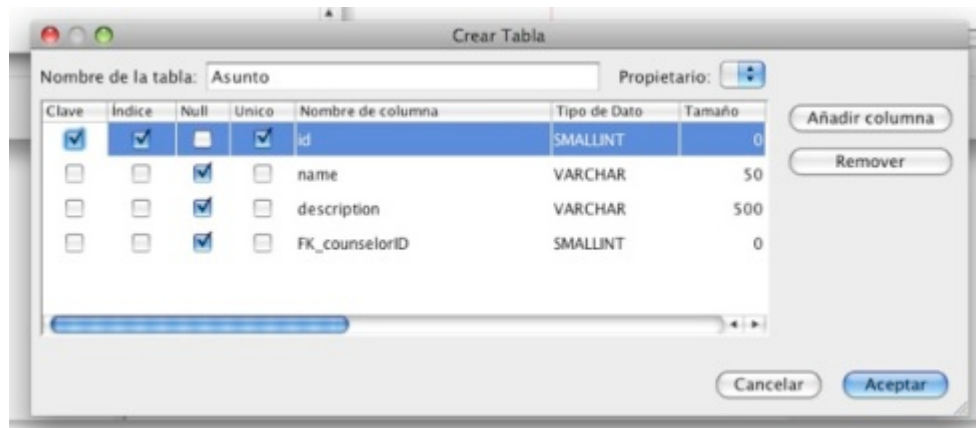 Crear Tabla
Nombre de la tabla: Asunto Propietario:
Clave Índice Null Unico Nombre de columna Tipo de Dato Tamaño
id SMALLINT 0
name VARCHAR 50
description VARCHAR 500
FK_counselorID SMALLINT 0
Añadir columna
Remover
Cancelar Aceptar